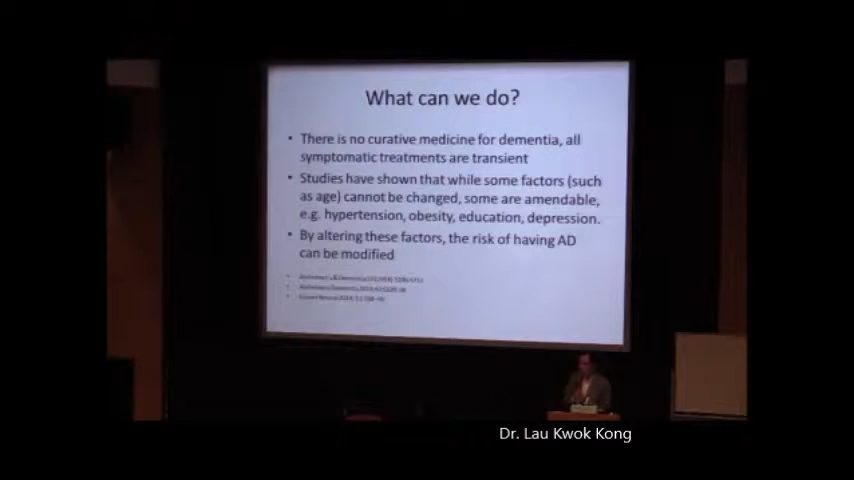 What can we do?
• There is no curative medicine for dementia, all
symptomatic treatments are transient
• Studies have shown that while some factors (such
as age) cannot be changed, some are amendable,
e.g. hypertension, obesity, education, depression.
• By altering these factors, the risk of having AD
can be modified
Dr. Lau Kwok Kong